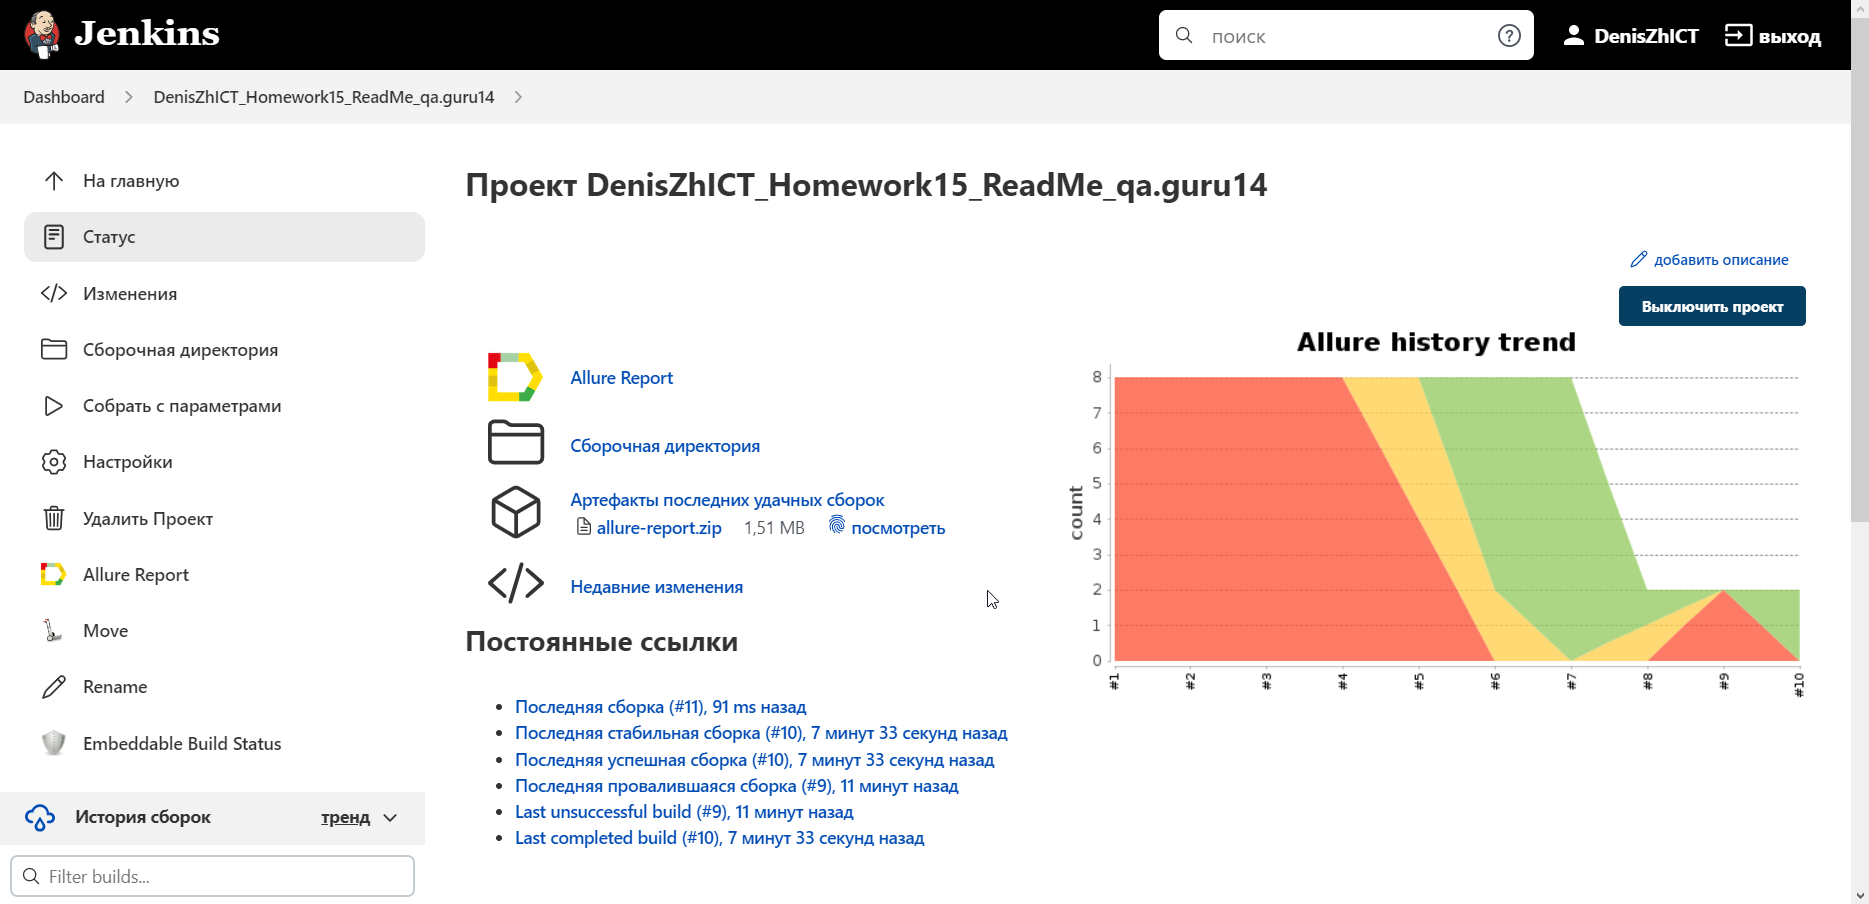 Jenkins
поиск
DenisZhICT
выход
Dashboard
DenisZhICT_Homework15_ReadMe_qa.guru14
На главную
Статус
Изменения
Сборочная директория
Собрать с параметрами
Настройки
Удалить Проект
Allure Report
Move
Rename
Embeddable Build Status
История сборок
тренд
Filter builds...
Проект DenisZhICT_Homework15_ReadMe_qa.guru14
добавить описание
Выключить проект
Allure Report
Сборочная директория
Артефакты последних удачных сборок
allure-report.zip 1,51 MB посмотреть
Недавние изменения
Постоянные ссылки
Последняя сборка (#11), 91 ms назад
Последняя стабильная сборка (#10), 7 минут 33 секунд назад
Последняя успешная сборка (#10), 7 минут 33 секунд назад
Последняя провалившаяся сборка (#9), 11 минут назад
Last unsuccessful build (#9), 11 минут назад
Last completed build (#10), 7 минут 33 секунд назад
Allure history trend
count
8
7
6
5
4
3
2
1
0
#1
#2
#3
#4
#5
#6
#7
#8
#9
#10